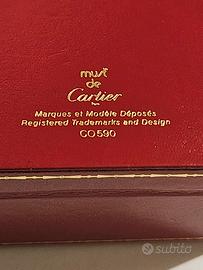 must
de
Cartier
Paris
Marques et Modèle Déposés
Registered Trademarks and Design
CO590
subito